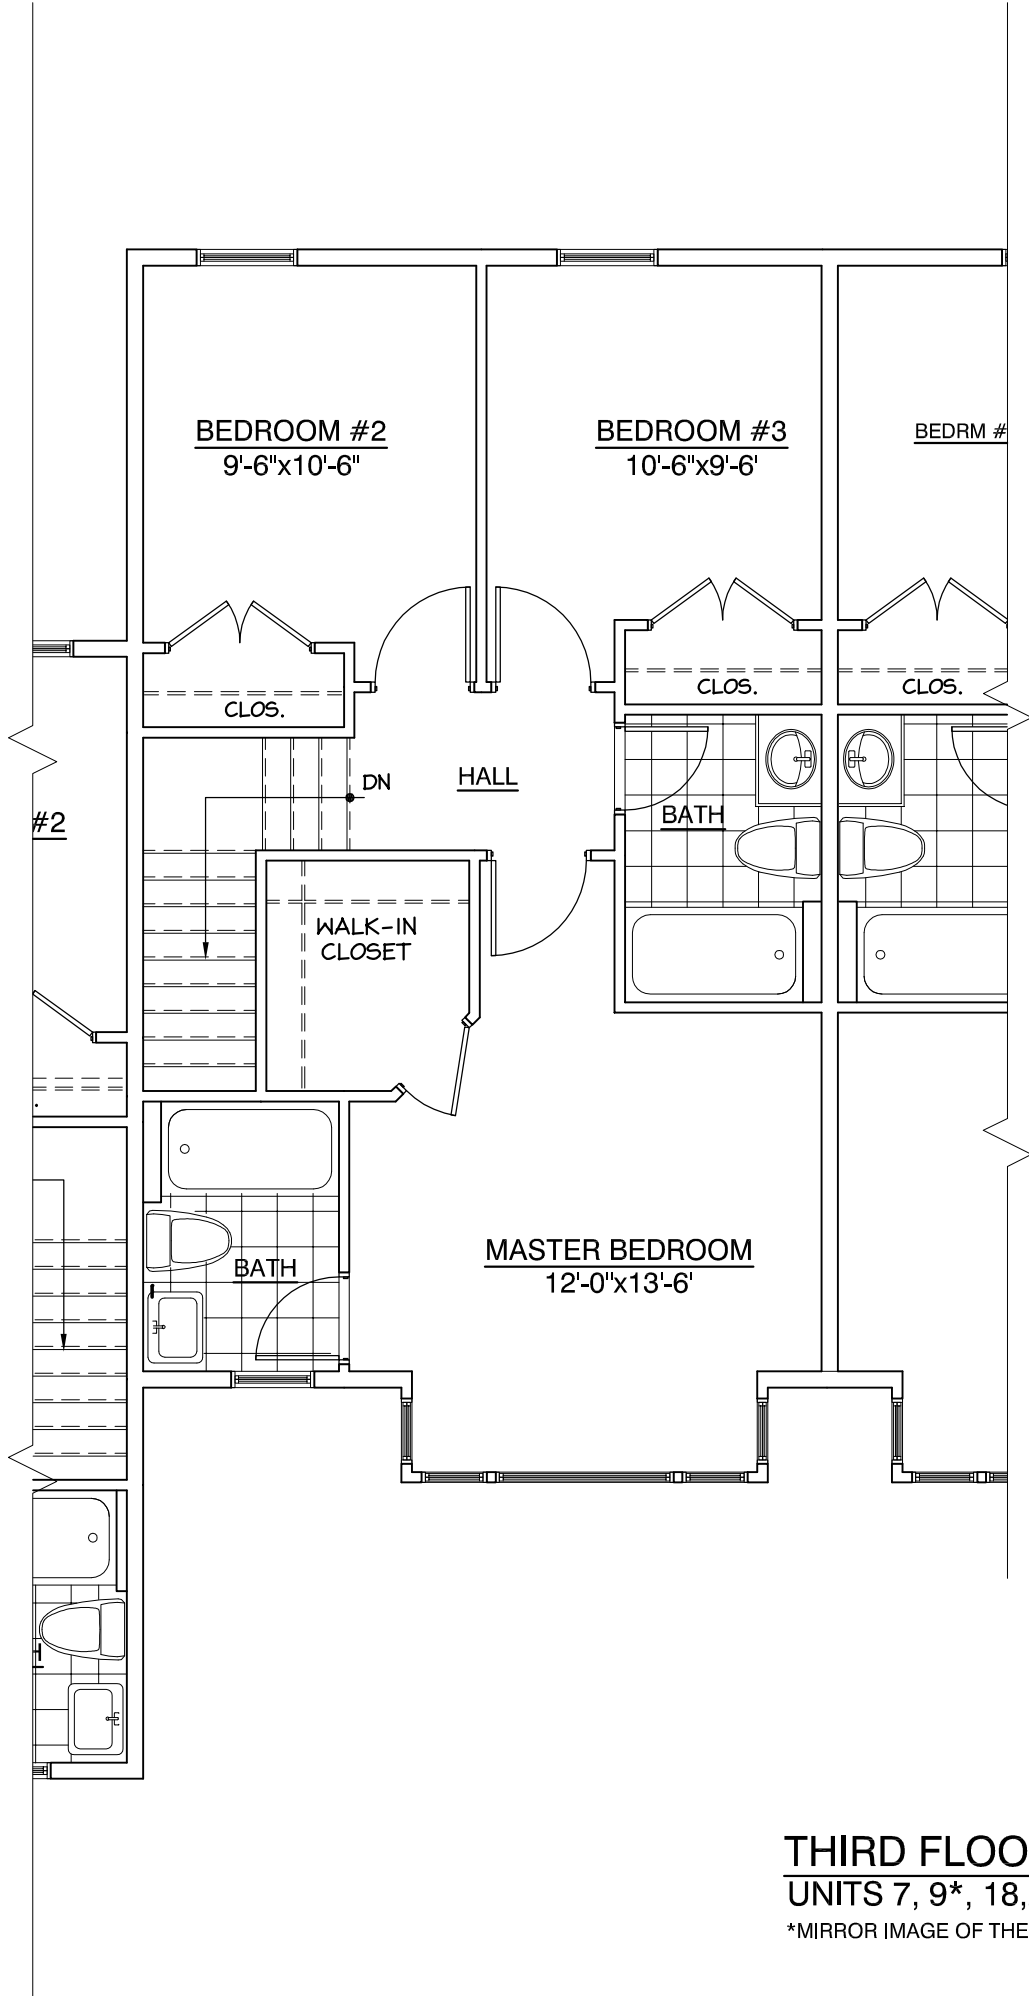 BEDROOM #2
9'-6"x10'-6"
BEDROOM #3
10'-6"x9'-6'
BEDRM #
CLOS.
CLOS.
CLOS.
DN
HALL
#2
BATH
WALK-IN
CLOSET
MASTER BEDROOM
12'-0"x13'-6'
BATH
THIRD FLOO
UNITS 7, 9*, 18,
*MIRROR IMAGE OF THE